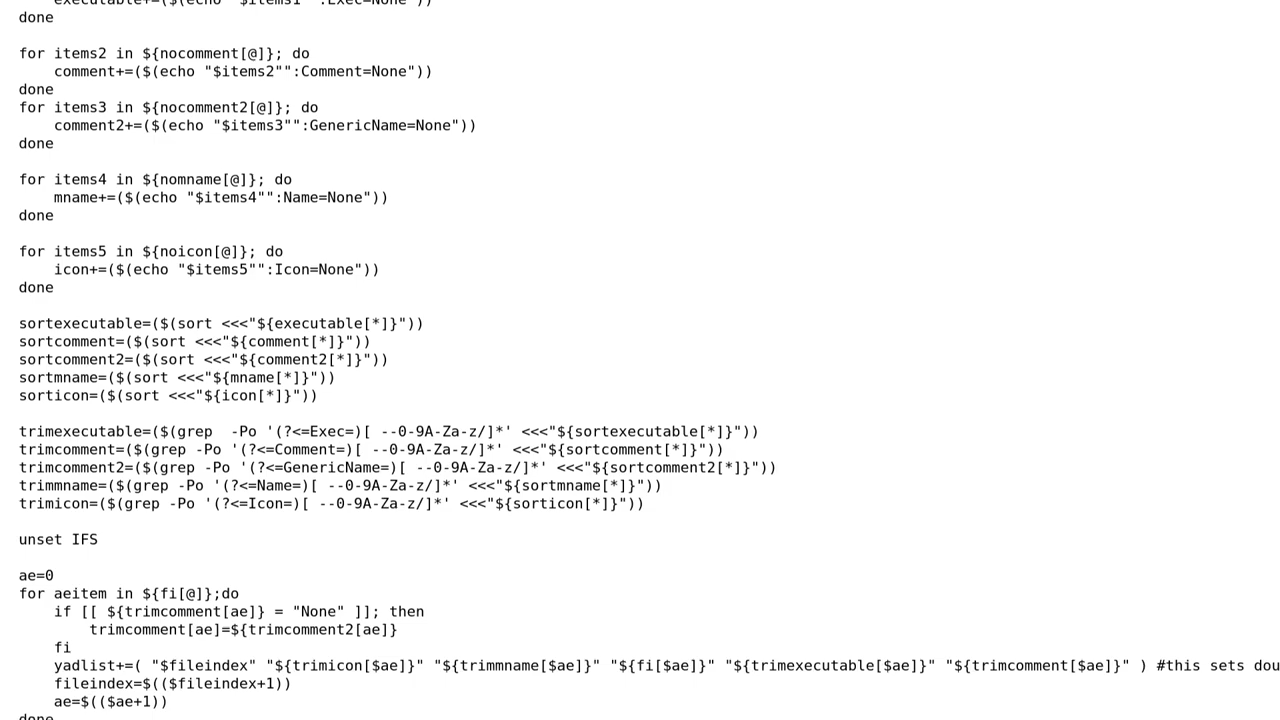 executable+=($(echo "$items1"":Exec=None"))
done
for items2 in ${nocomment[@]}; do
    comment+=($(echo "$items2"":Comment=None"))
done
for items3 in ${nocomment2[@]}; do
    comment2+=($(echo "$items3"":GenericName=None"))
done
for items4 in ${nomname[@]}; do
    mname+=($(echo "$items4"":Name=None"))
done
for items5 in ${noicon[@]}; do
    icon+=($(echo "$items5"":Icon=None"))
done
sortexecutable=($(sort <<<"${executable[*]}"))
sortcomment=($(sort <<<"${comment[*]}"))
sortcomment2=($(sort <<<"${comment2[*]}"))
sortmname=($(sort <<<"${mname[*]}"))
sorticon=($(sort <<<"${icon[*]}"))
trimexecutable=($(grep  -Po '(?<=Exec=)[ --0-9A-Za-z/]*' <<<"${sortexecutable[*]}"))
trimcomment=($(grep -Po '(?<=Comment=)[ --0-9A-Za-z/]*' <<<"${sortcomment[*]}"))
trimcomment2=($(grep -Po '(?<=GenericName=)[ --0-9A-Za-z/]*' <<<"${sortcomment2[*]}"))
trimmname=($(grep -Po '(?<=Name=)[ --0-9A-Za-z/]*' <<<"${sortmname[*]}"))
trimicon=($(grep -Po '(?<=Icon=)[ --0-9A-Za-z/]*' <<<"${sorticon[*]}"))
unset IFS
ae=0
for aeitem in ${fi[@]};do
    if [[ ${trimcomment[ae]} = "None" ]]; then
        trimcomment[ae]=${trimcomment2[ae]}
    fi
    yadlist+=( "$fileindex" "${trimicon[$ae]}" "${trimmname[$ae]}" "${fi[$ae]}" "${trimexecutable[$ae]}" "${trimcomment[$ae]}" ) #this sets dou
    fileindex=$(($fileindex+1))
    ae=$(($ae+1))
done